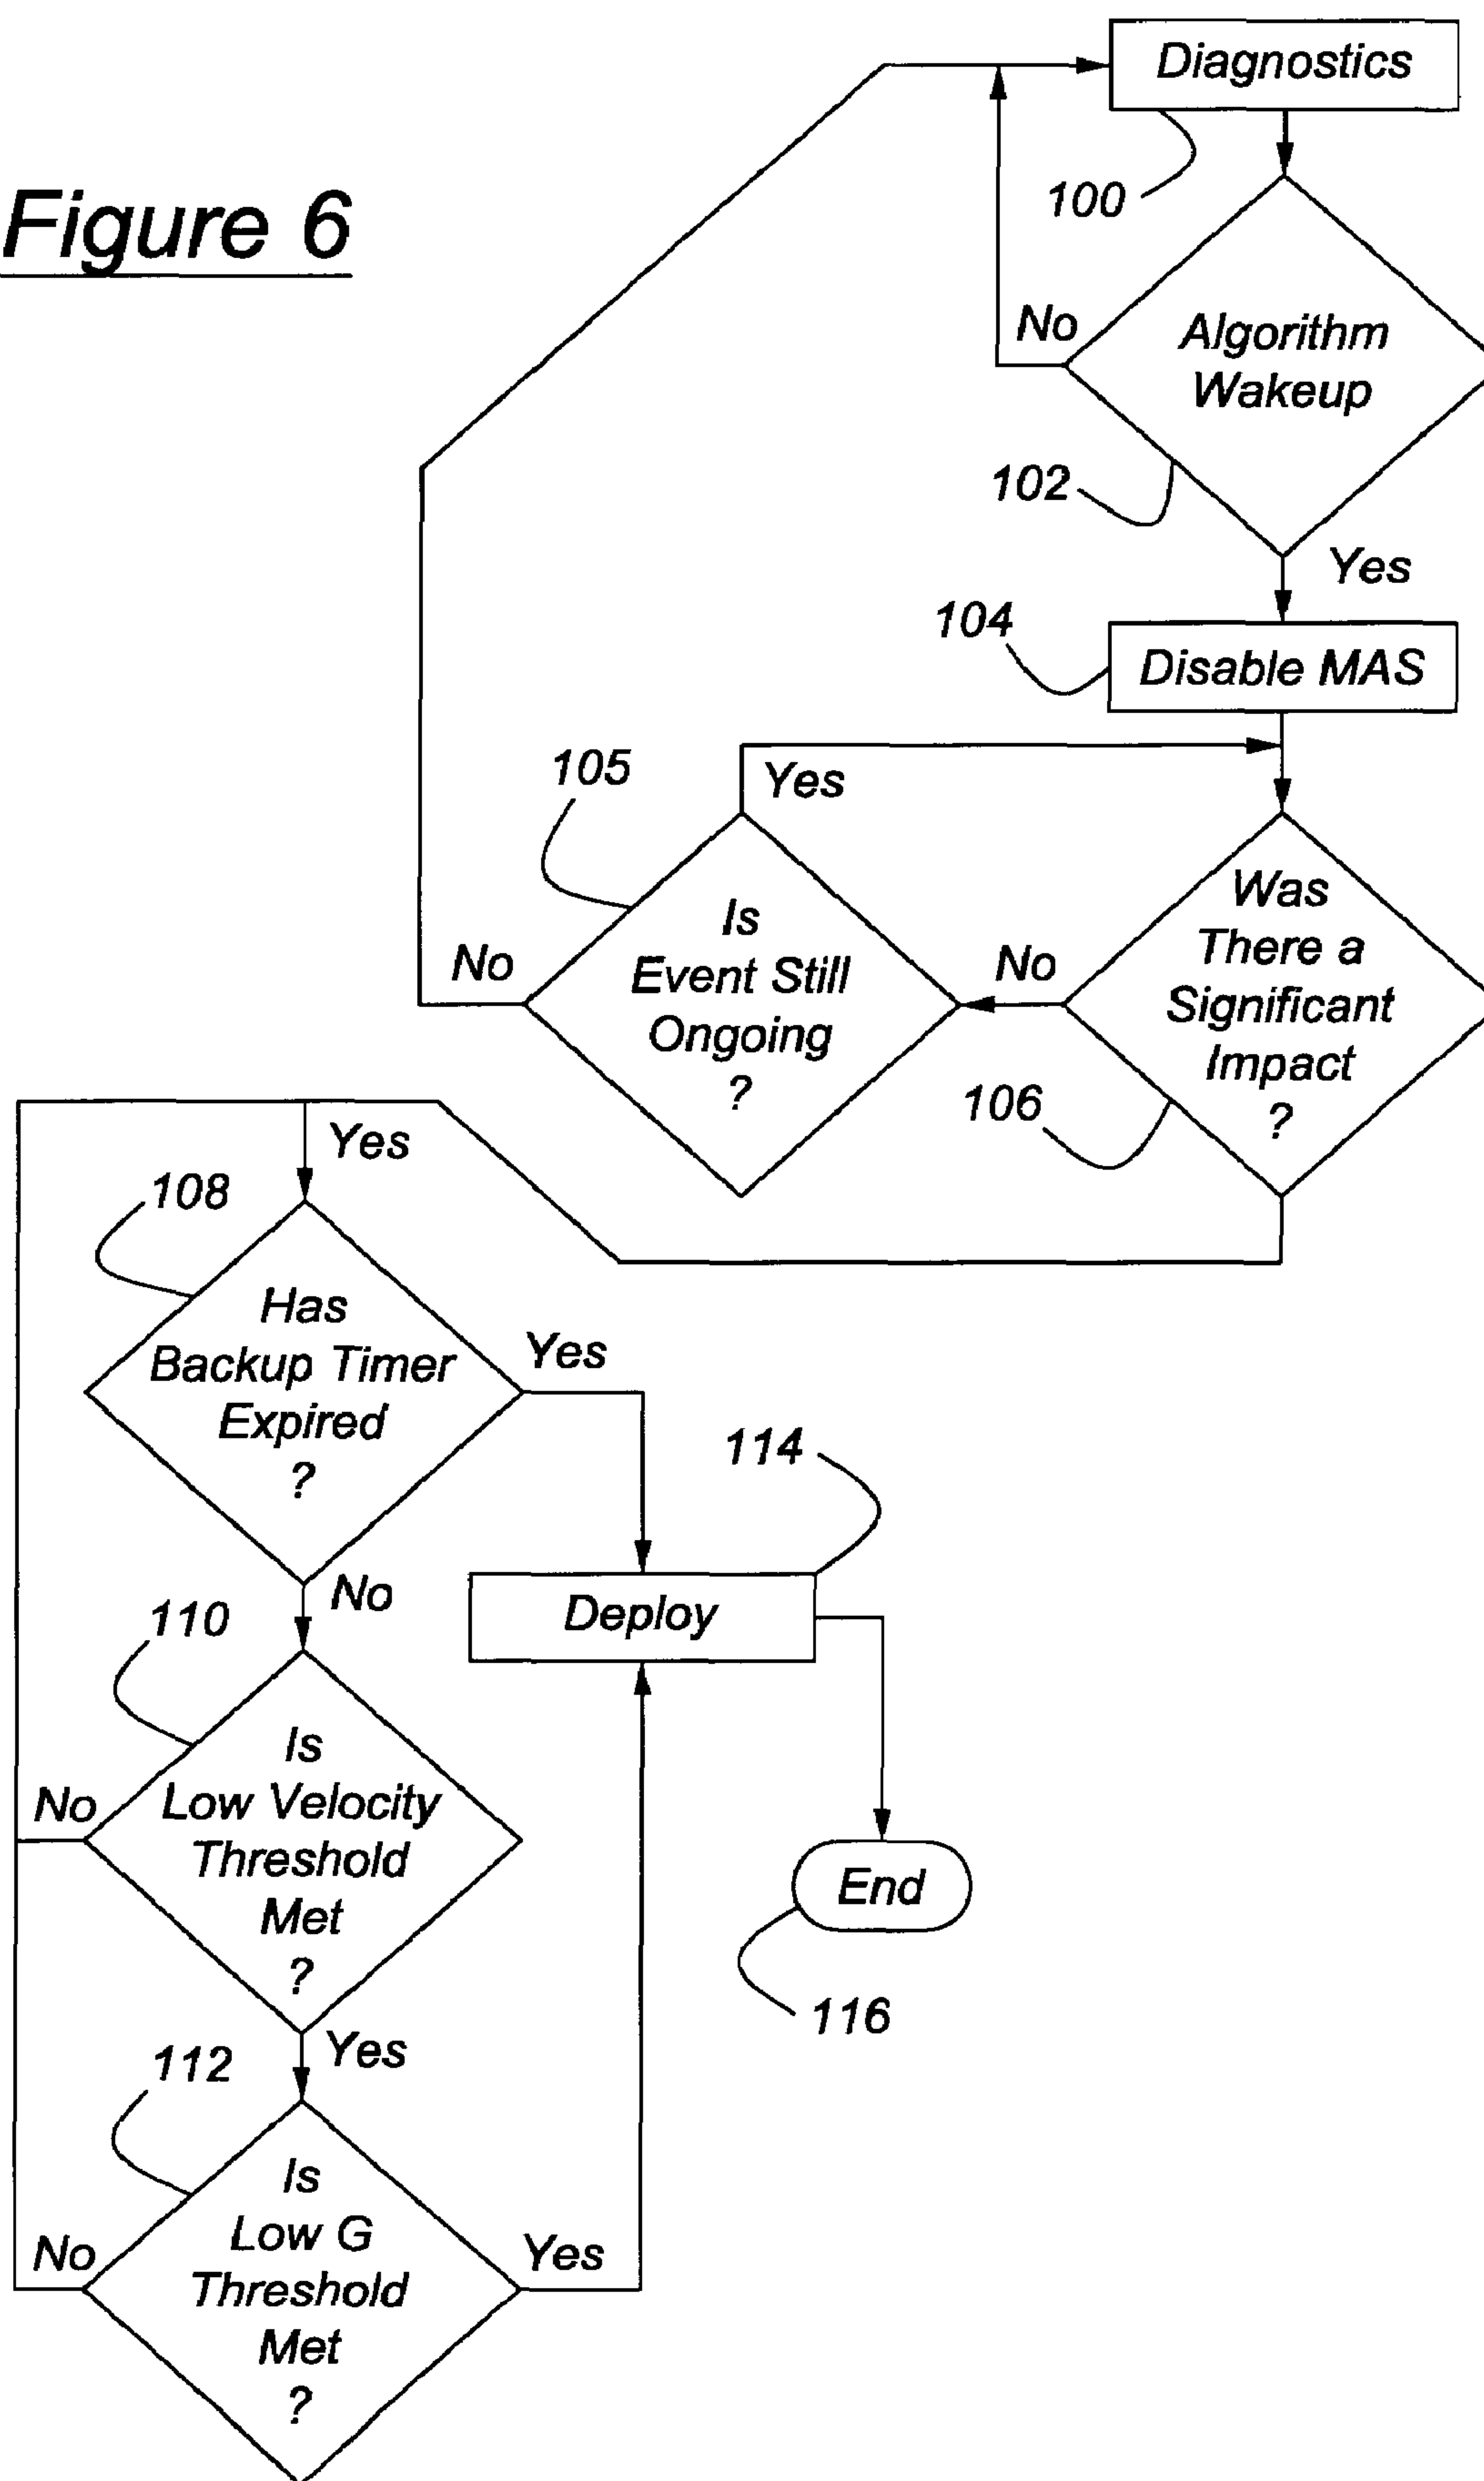 Figure 6
Diagnostics
100
No
Algorithm
Wakeup
102
Yes
104
Disable MAS
105
Yes
Is
Event Still
Ongoing
?
No
No
Was
There a
Significant
Impact
?
106
Yes
108
Has
Backup Timer
Expired
?
Yes
No
114
Deploy
110
Is
Low Velocity
Threshold
Met
?
No
End
116
Yes
112
Is
Low G
Threshold
Met
?
No
Yes